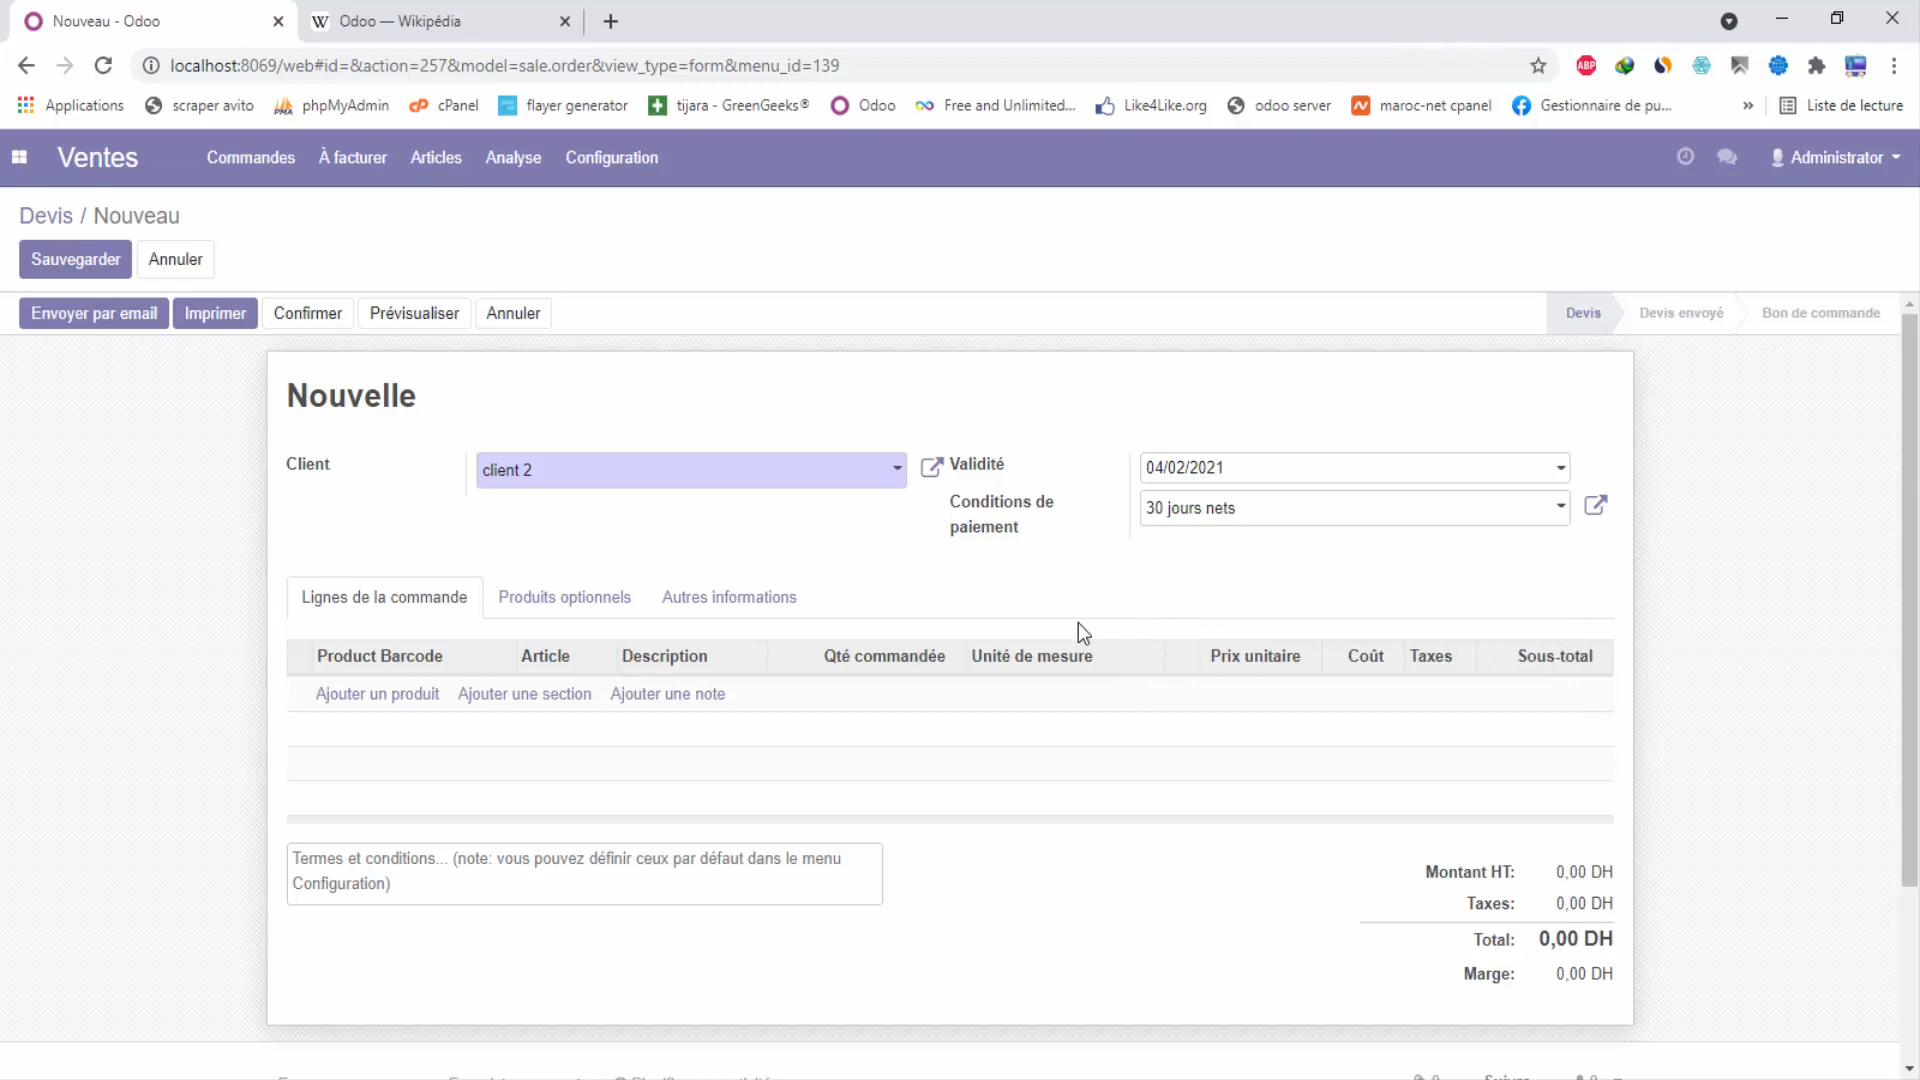 Nouveau - Odoo
W Odoo — Wikipédia
localhost:8069/web#id=&action=257&model=sale.order&view_type=form&menu_id=139
ABP
Applications scraper avito phpMyAdmin cPanel flayer generator tijara - GreenGeeks® Odoo Free and Unlimited... Like4Like.org odoo server maroc-net cpanel Gestionnaire de pu... » Liste de lecture
Ventes Commandes À facturer Articles Analyse Configuration Administrator
Devis / Nouveau
Sauvegarder Annuler
Envoyer par email Imprimer Confirmer Prévisualiser Annuler Devis Devis envoyé Bon de commande
Nouvelle
Client client 2 Validité 04/02/2021
Conditions de paiement 30 jours nets
Lignes de la commande Produits optionnels Autres informations
Product Barcode Article Description Qté commandée Unité de mesure Prix unitaire Coût Taxes Sous-total
Ajouter un produit Ajouter une section Ajouter une note
Termes et conditions... (note: vous pouvez définir ceux par défaut dans le menu
Configuration)
Montant HT: 0,00 DH
Taxes: 0,00 DH
Total: 0,00 DH
Marge: 0,00 DH